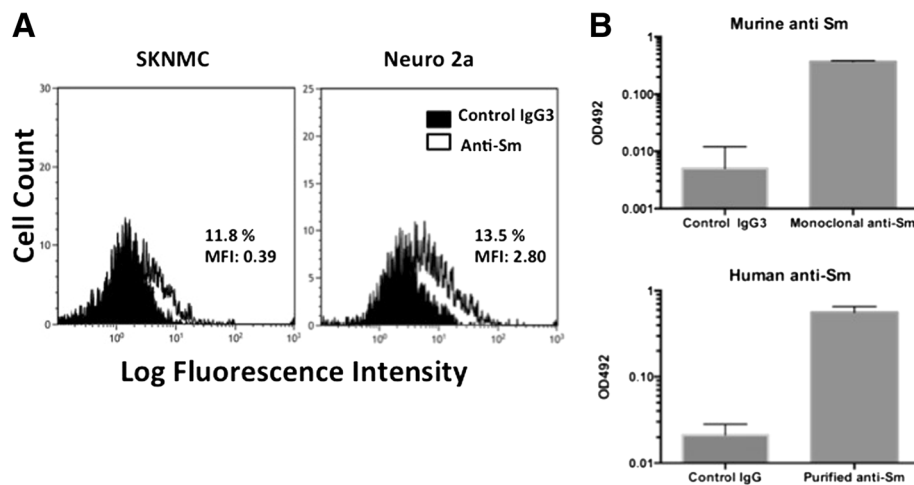 A
SKNMC
Neuro 2a
Cell Count
30
20
10
0
11.8 %
MFI: 0.39
10⁰
10¹
10²
10³
25
20
15
10
5
0
Control IgG3
Anti-Sm
13.5 %
MFI: 2.80
10⁰
10¹
10²
10³
Log Fluorescence Intensity
B
Murine anti Sm
OD492
1
0.100
0.010
0.001
Control IgG3
Monoclonal anti-Sm
Human anti-Sm
OD492
1
0.10
0.01
Control IgG
Purified anti-Sm